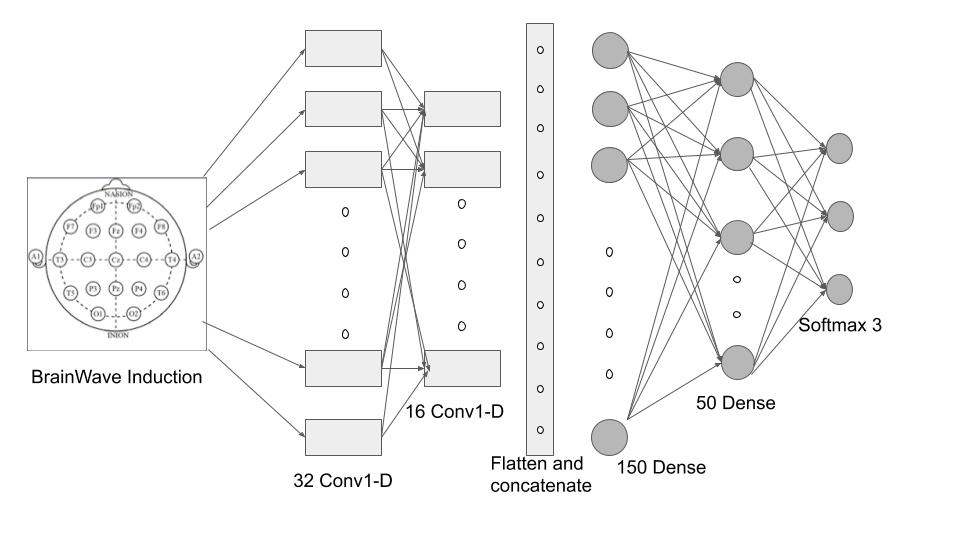 NASION
Fp1 Fp2
F7 F3 Fz F4 F8
A1 T3 C3 Cz C4 T4 A2
T5 P3 Pz P4 T6
O1 O2
INION
BrainWave Induction
32 Conv1-D
16 Conv1-D
Flatten and
concatenate
150 Dense
50 Dense
Softmax 3